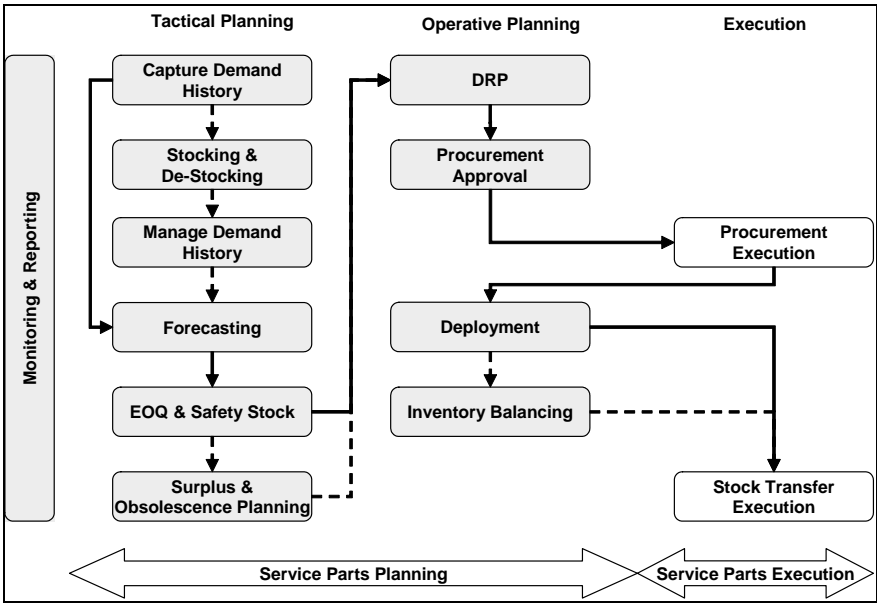 Tactical Planning
Operative Planning
Execution
Monitoring & Reporting
Capture Demand
History
Stocking &
De-Stocking
Manage Demand
History
Forecasting
EOQ & Safety Stock
Surplus &
Obsolescence Planning
DRP
Procurement
Approval
Deployment
Inventory Balancing
Procurement
Execution
Stock Transfer
Execution
Service Parts Planning
Service Parts Execution